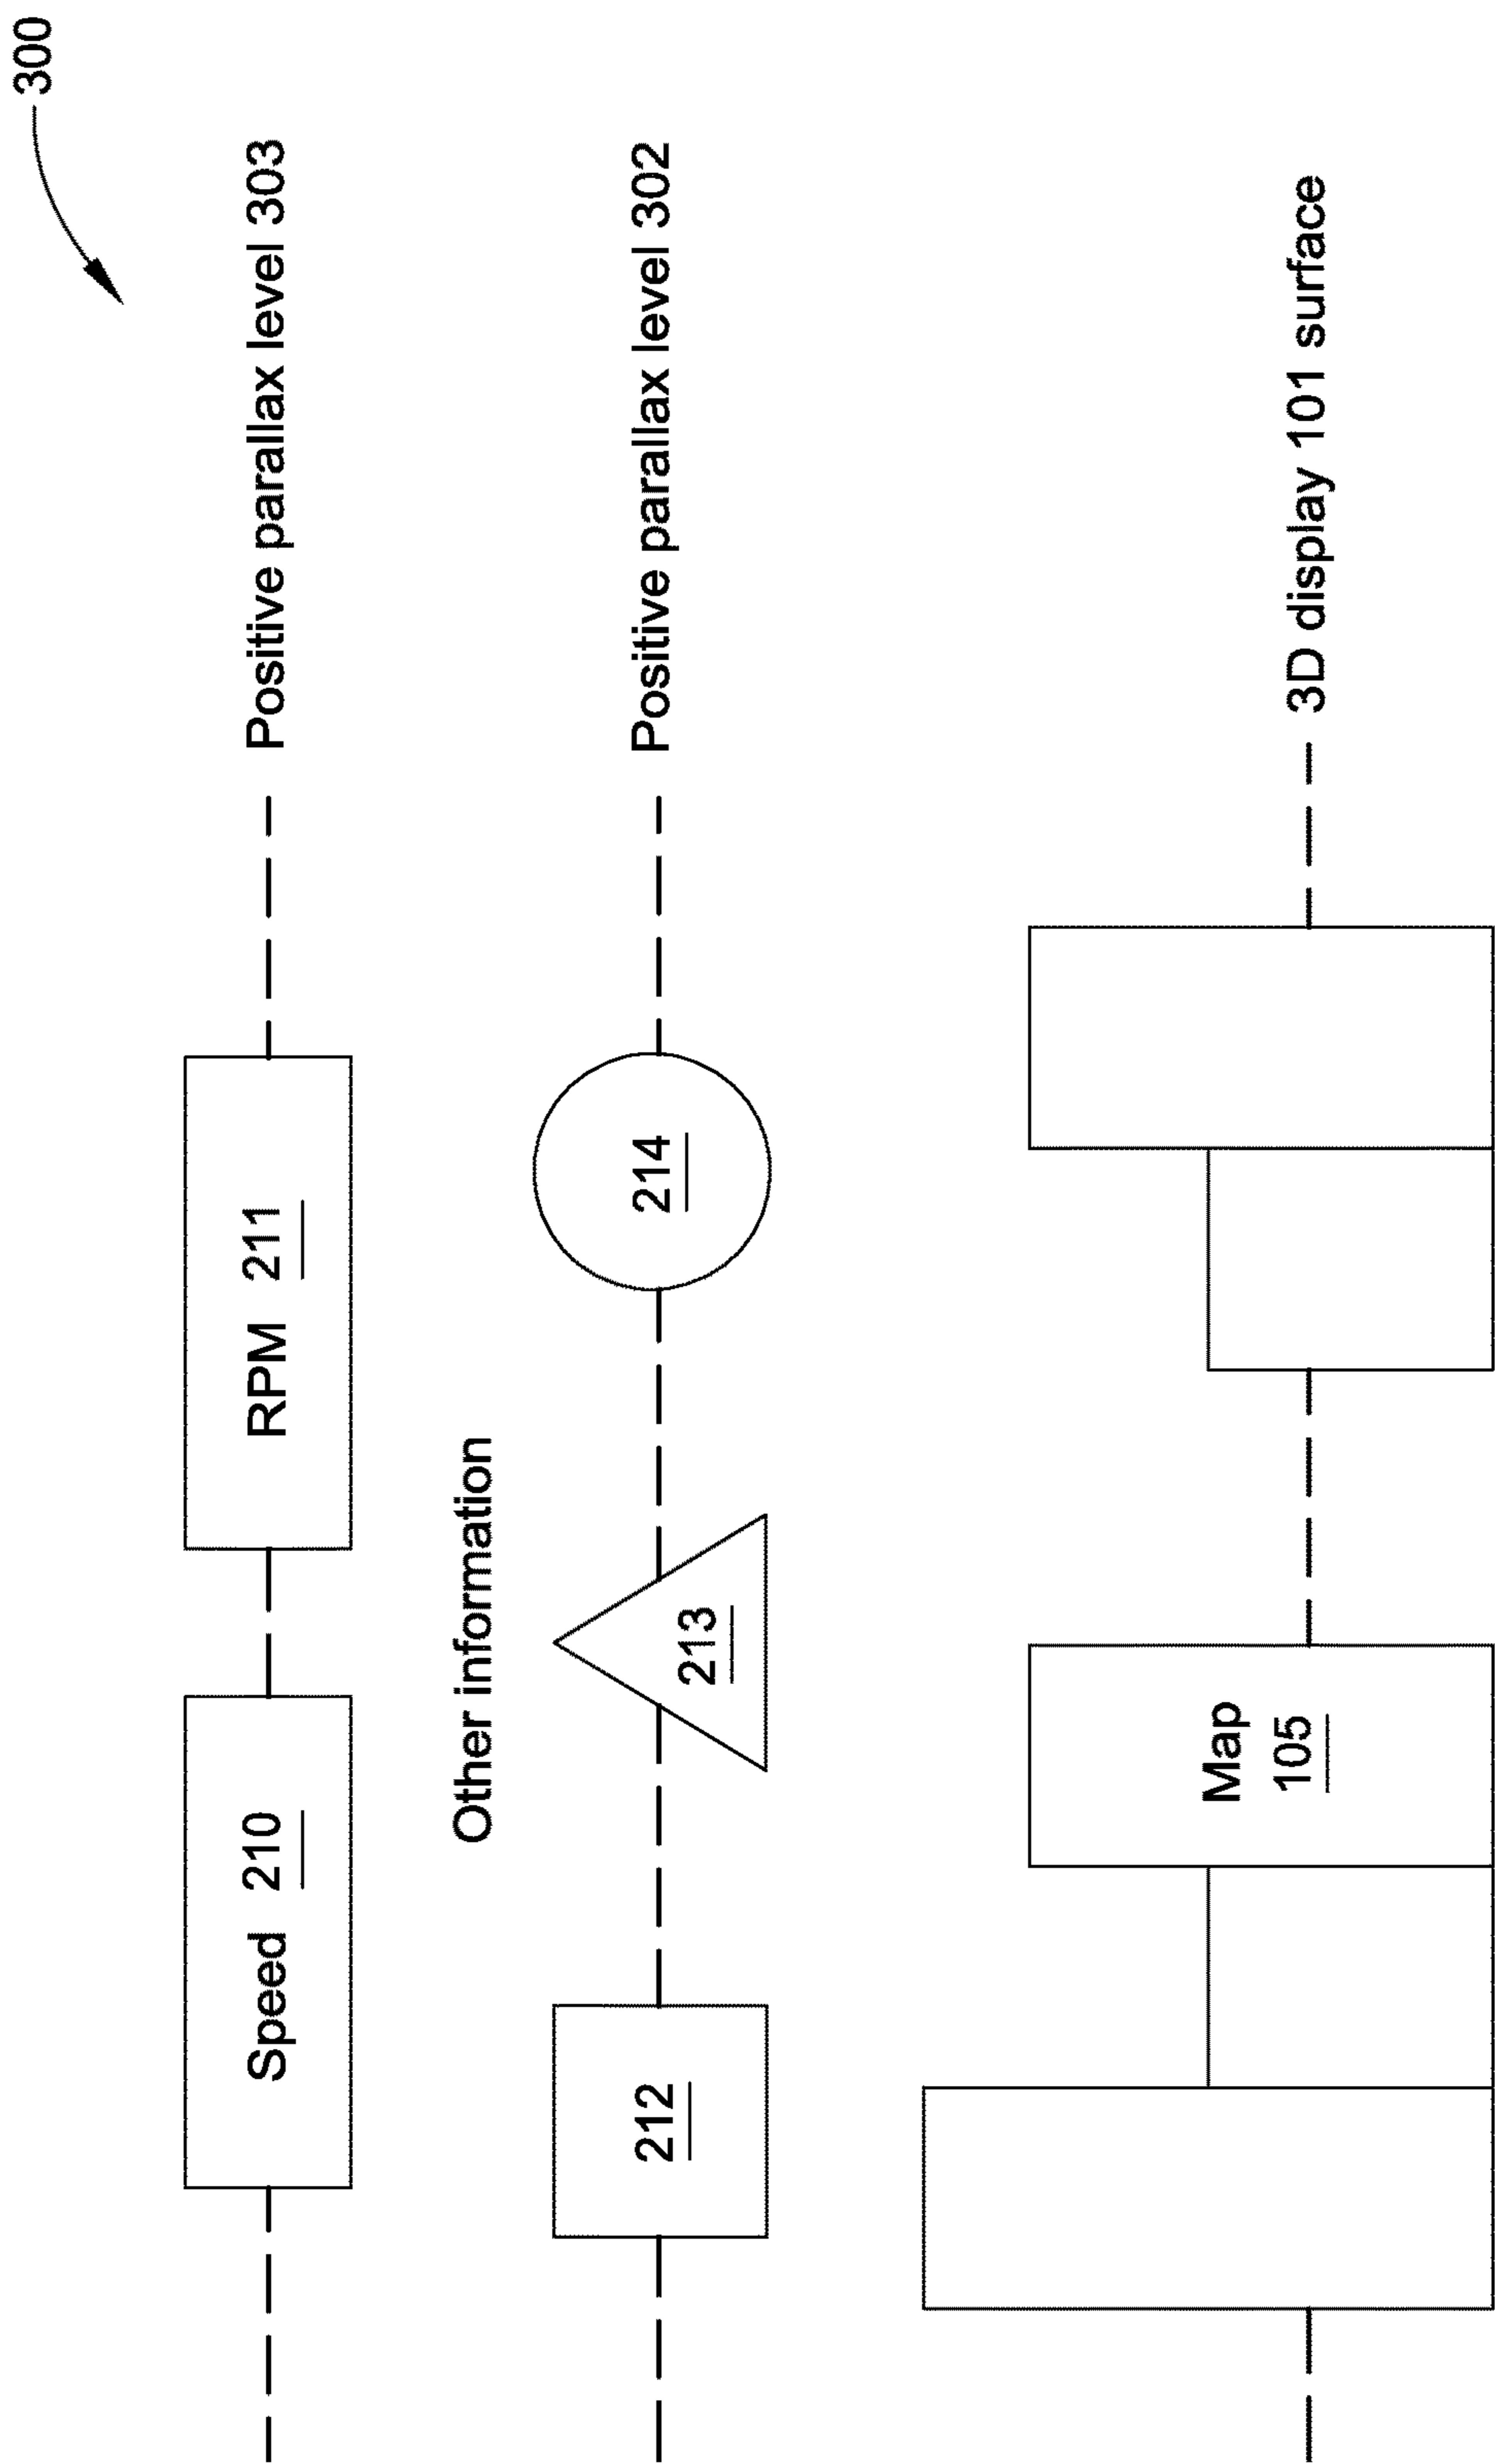 300
Speed 210
RPM 211
Positive parallax level 303
Other information
212
213
214
Positive parallax level 302
Map
105
3D display 101 surface